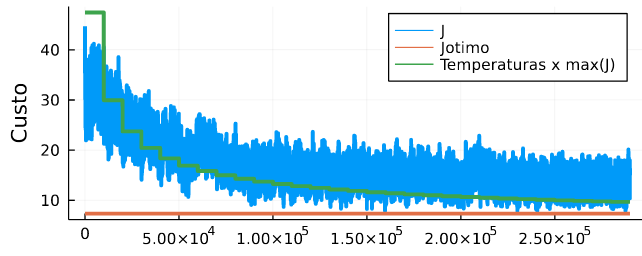 Custo
40
30
20
10
J
Jotimo
Temperaturas x max(J)
0
5.00×10⁴
1.00×10⁵
1.50×10⁵
2.00×10⁵
2.50×10⁵